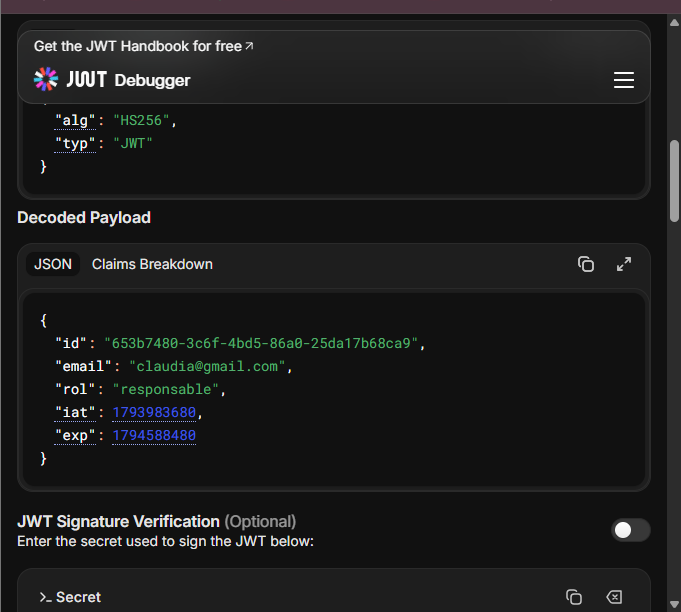 Get the JWT Handbook for free
JWT Debugger
"alg": "HS256",
"typ": "JWT"
}
Decoded Payload
JSON Claims Breakdown
{
"id": "653b7480-3c6f-4bd5-86a0-25da17b68ca9",
"email": "claudia@gmail.com",
"rol": "responsable",
"iat": 1793983680,
"exp": 1794588480
}
JWT Signature Verification (Optional)
Enter the secret used to sign the JWT below:
Secret